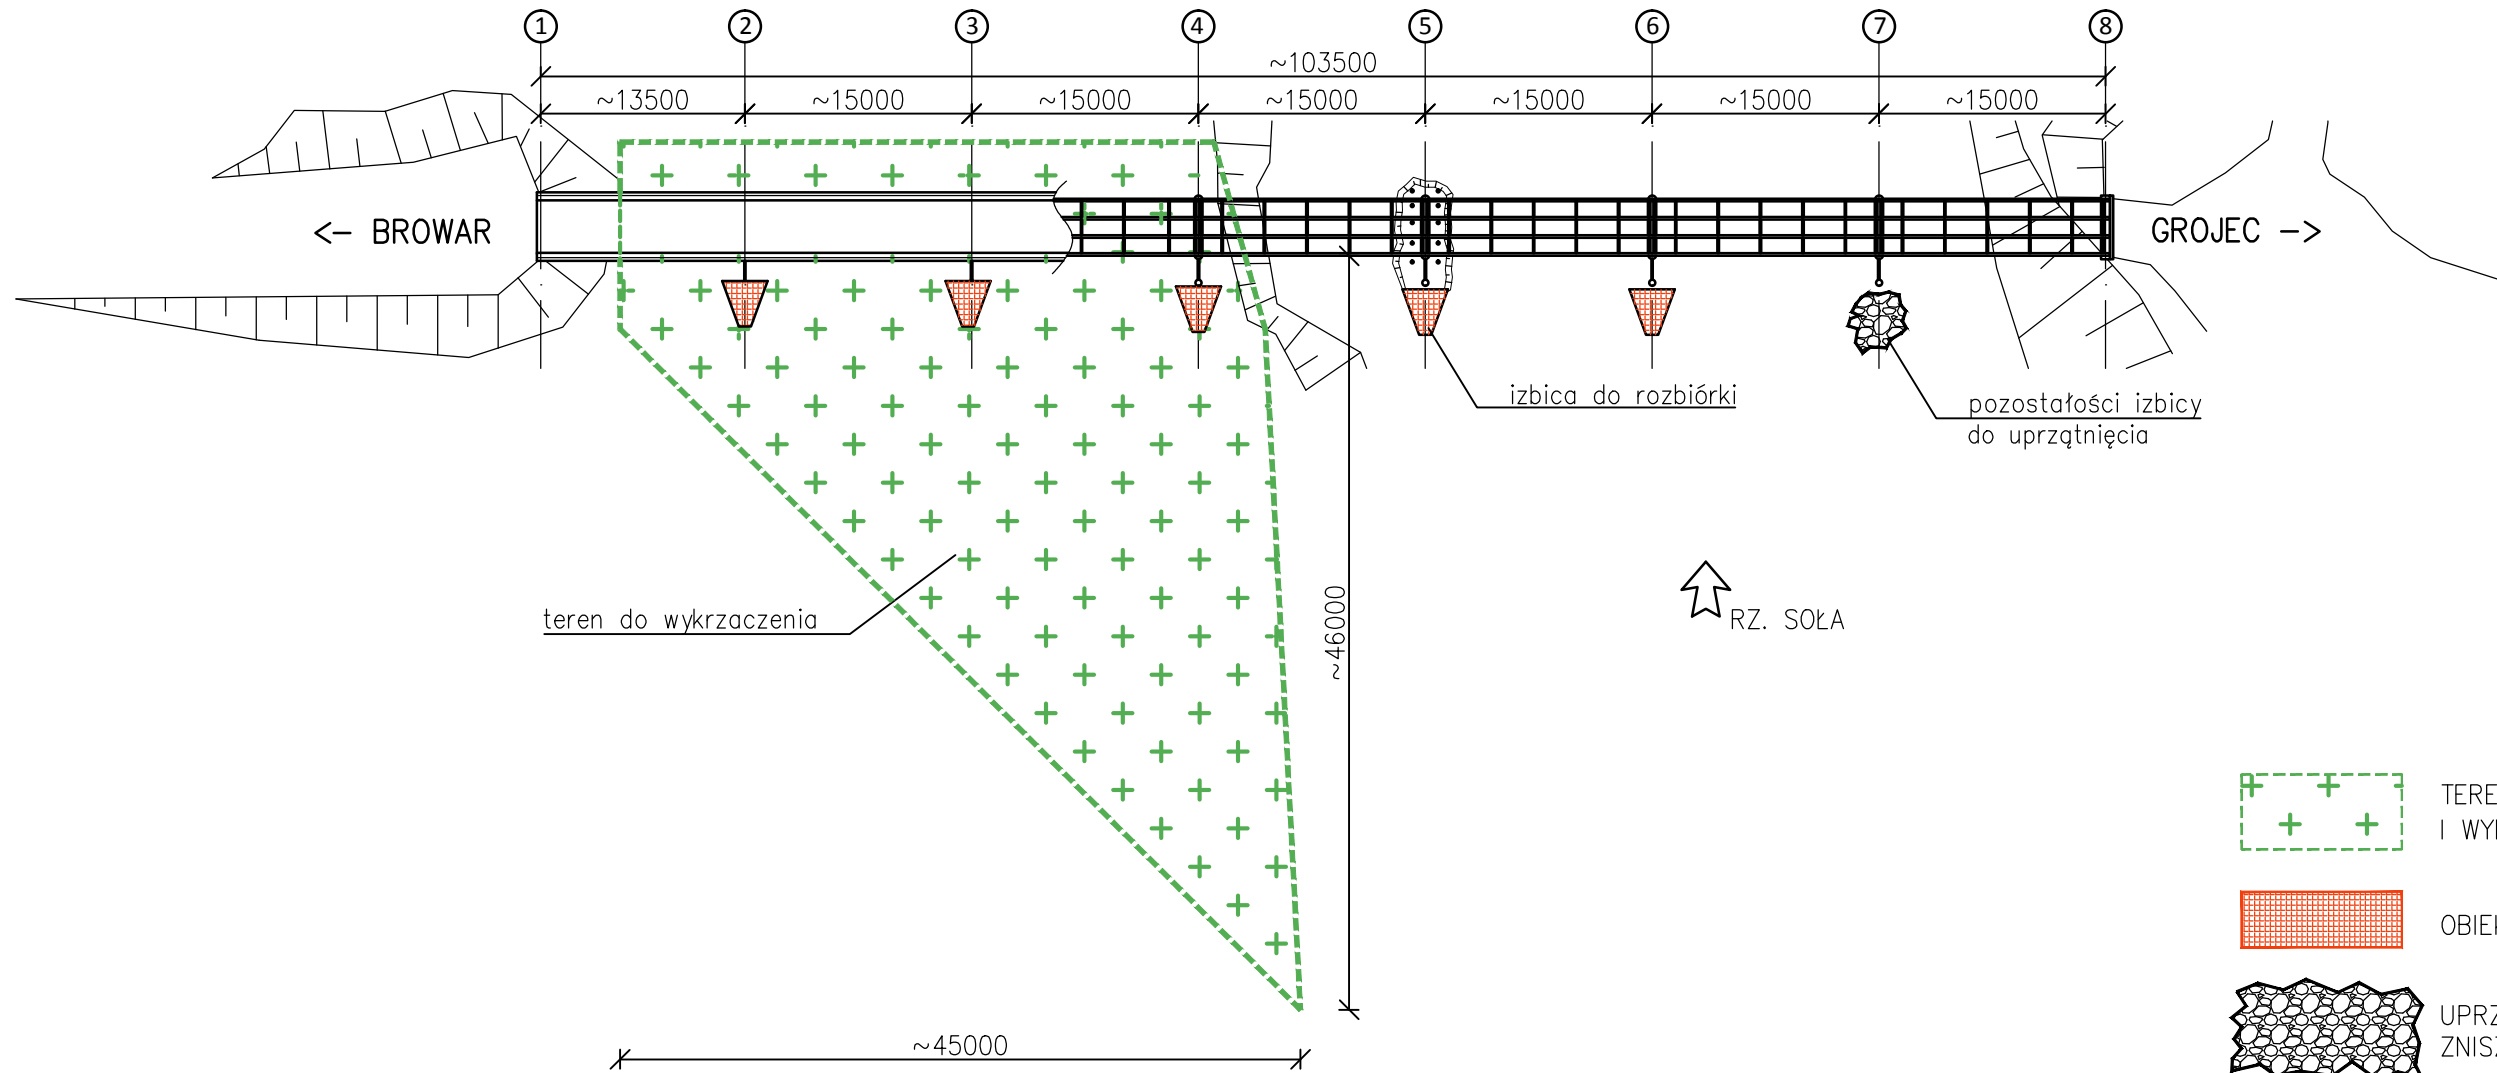 1 2 3 4 5 6 7 8
~103500
~13500 ~15000 ~15000 ~15000 ~15000 ~15000 ~15000
<- BROWAR
GROJEC ->
izbica do rozbiórki
pozostałości izbicy
do uprzątnięcia
teren do wykrzaczenia
~46000
RZ. SOŁA
~45000
I